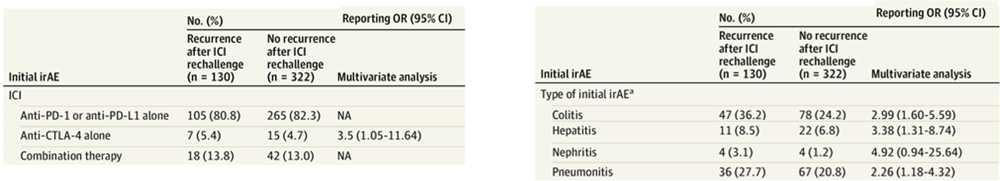 No. (%) Reporting OR (95% CI)
Recurrence No recurrence
after ICI after ICI
rechallenge rechallenge
Initial irAE (n = 130) (n = 322) Multivariate analysis
ICI
Anti-PD-1 or anti-PD-L1 alone 105 (80.8) 265 (82.3) NA
Anti-CTLA-4 alone 7 (5.4) 15 (4.7) 3.5 (1.05-11.64)
Combination therapy 18 (13.8) 42 (13.0) NA
No. (%) Reporting OR (95% CI)
Recurrence No recurrence
after ICI after ICI
rechallenge rechallenge
Initial irAE (n = 130) (n = 322) Multivariate analysis
Type of initial irAEᵃ
Colitis 47 (36.2) 78 (24.2) 2.99 (1.60-5.59)
Hepatitis 11 (8.5) 22 (6.8) 3.38 (1.31-8.74)
Nephritis 4 (3.1) 4 (1.2) 4.92 (0.94-25.64)
Pneumonitis 36 (27.7) 67 (20.8) 2.26 (1.18-4.32)